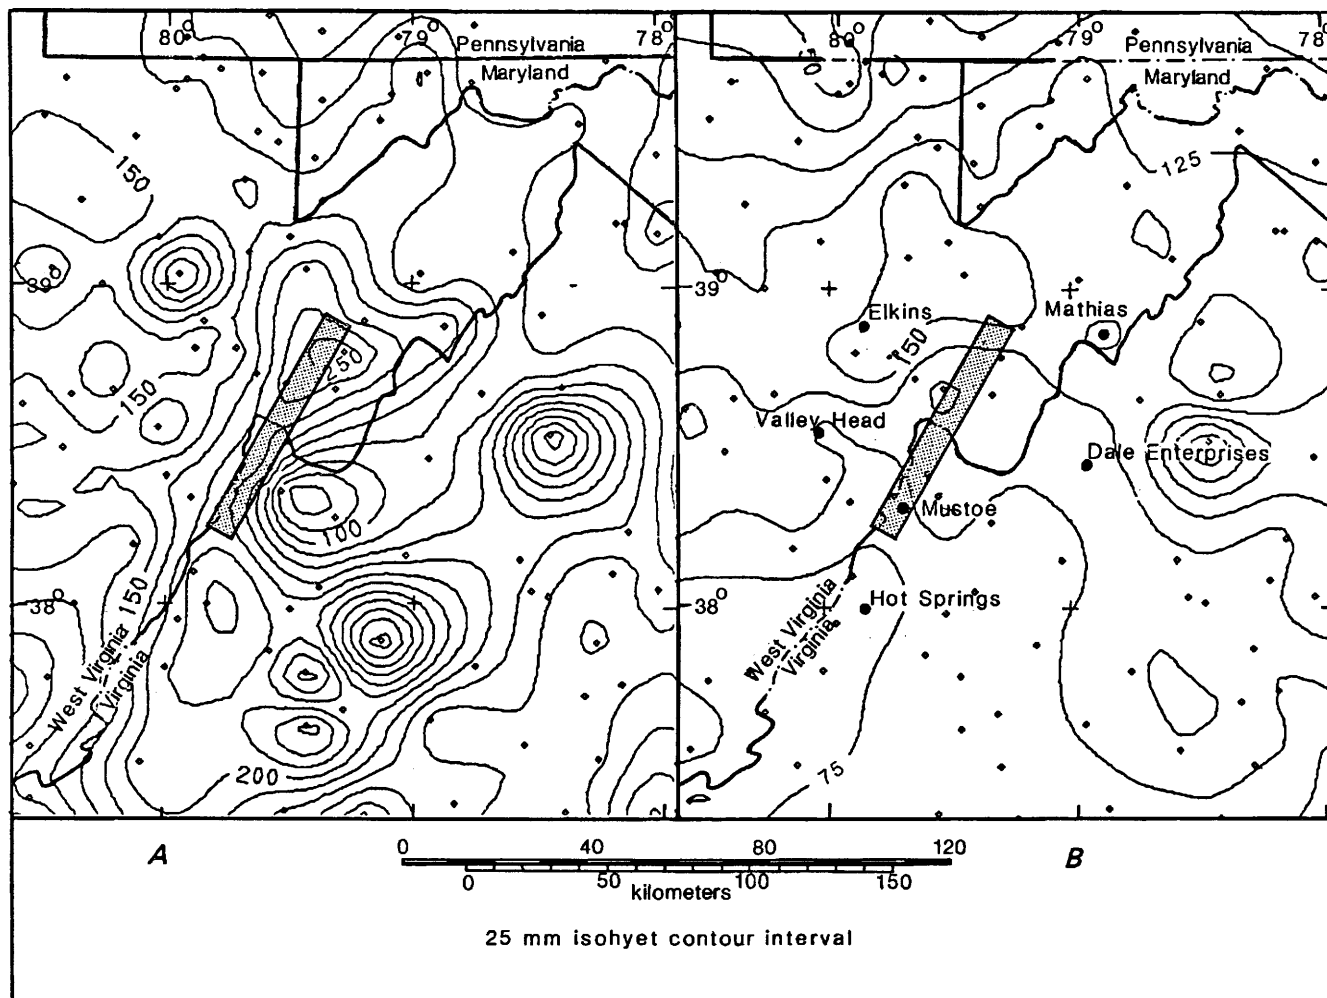 80°
79°
78°
Pennsylvania
Maryland
150
39°
250
150
100
38°
150
West Virginia
Virginia
200
A
80°
79°
78°
50
Pennsylvania
Maryland
125
39°
Elkins
Mathias
150
Valley Head
Dale Enterprises
Mustoe
38°
Hot Springs
West Virginia
Virginia
75
B
0 40 80 120
0 50 100 150
kilometers
25 mm isohyet contour interval